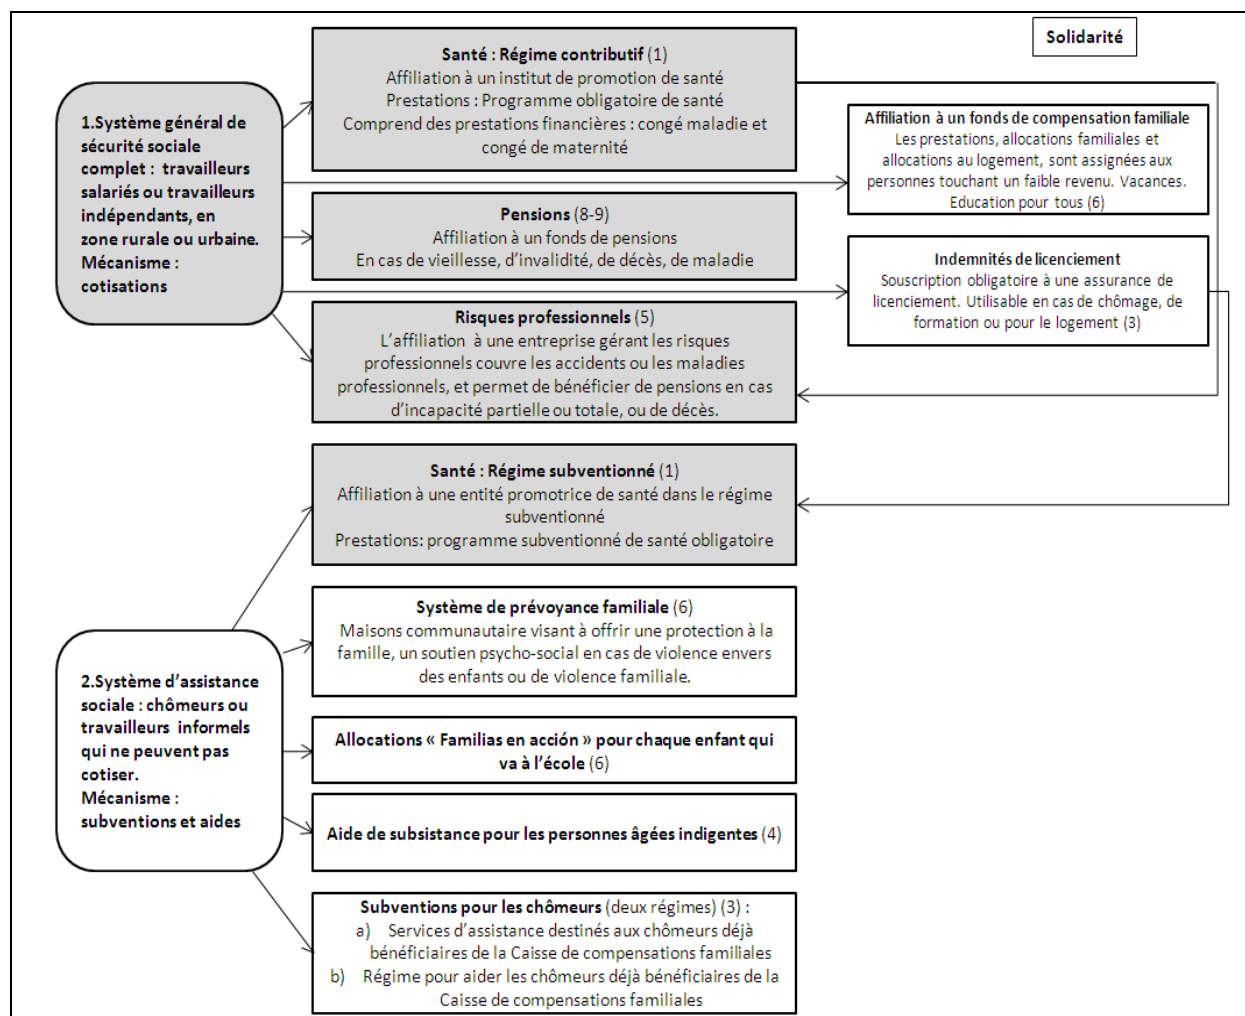 Solidarité
Santé : Régime contributif (1)
Affiliation à un institut de promotion de santé
Prestations : Programme obligatoire de santé
Comprend des prestations financières : congé maladie et
congé de maternité
1.Système général de
sécurité sociale
complet : travailleurs
salariés ou travailleurs
indépendants, en
zone rurale ou urbaine.
Mécanisme :
cotisations
Affiliation à un fonds de compensation familiale
Les prestations, allocations familiales et
allocations au logement, sont assignées aux
personnes touchant un faible revenu. Vacances.
Education pour tous (6)
Pensions (8-9)
Affiliation à un fonds de pensions
En cas de vieillesse, d'invalidité, de décès, de maladie
Indemnités de licenciement
Souscription obligatoire à une assurance de
licenciement. Utilisable en cas de chômage, de
formation ou pour le logement (3)
Risques professionnels (5)
L'affiliation à une entreprise gérant les risques
professionnels couvre les accidents ou les maladies
professionnels, et permet de bénéficier de pensions en cas
d'incapacité partielle ou totale, ou de décès.
Santé : Régime subventionné (1)
Affiliation à une entité promotrice de santé dans le régime
subventionné
Prestations: programme subventionné de santé obligatoire
2.Système d'assistance
sociale : chômeurs ou
travailleurs informels
qui ne peuvent pas
cotiser.
Mécanisme :
subventions et aides
Système de prévoyance familiale (6)
Maisons communautaire visant à offrir une protection à la
famille, un soutien psycho-social en cas de violence envers
des enfants ou de violence familiale.
Allocations « Familias en acción » pour chaque enfant qui
va à l'école (6)
Aide de subsistance pour les personnes âgées indigentes (4)
Subventions pour les chômeurs (deux régimes) (3) :
a) Services d'assistance destinés aux chômeurs déjà
bénéficiaires de la Caisse de compensations familiales
b) Régime pour aider les chômeurs déjà bénéficiaires de la
Caisse de compensations familiales